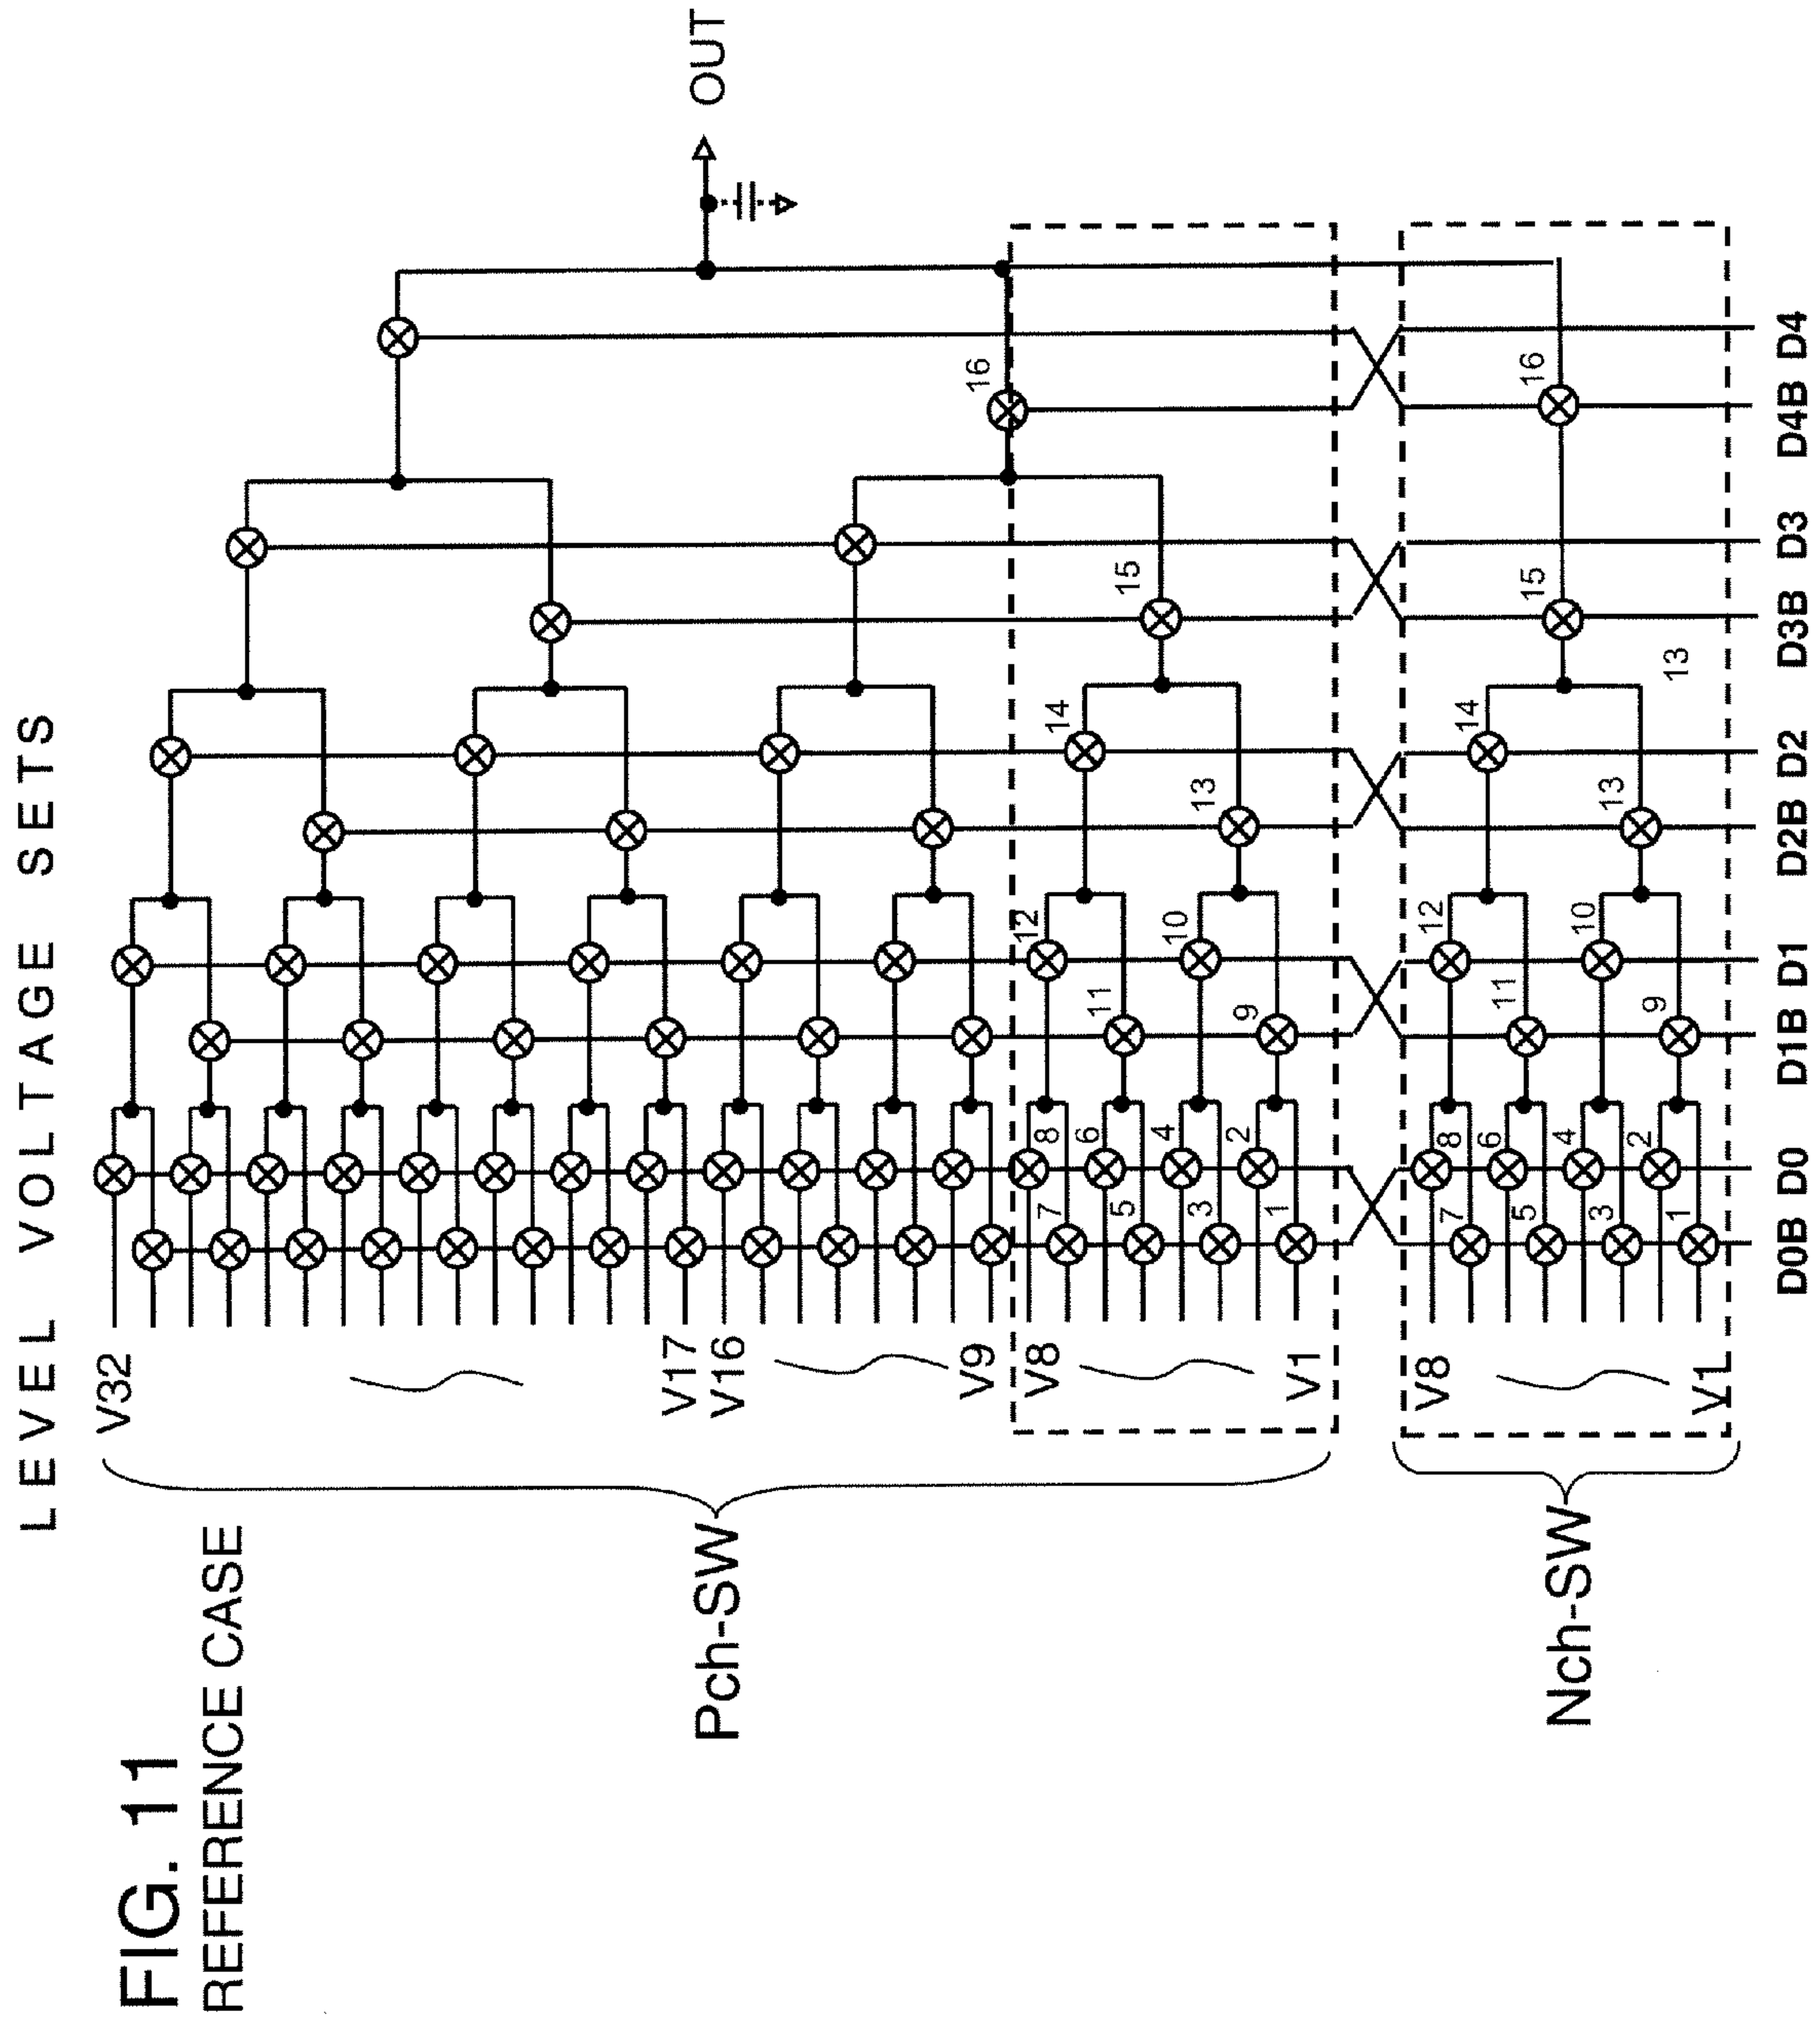 FIG. 11
REFERENCE CASE
LEVEL VOLTAGE SETS
V32
V17
V16
V9
V8
V1
Pch-SW
OUT
7 8
5 6
3 4
1 2
12
11
10
9
14
13
15
16
V8
V1
Nch-SW
7 8
5 6
3 4
1 2
12
11
10
9
14
13
13
15
16
D0B D0 D1B D1 D2B D2 D3B D3 D4B D4